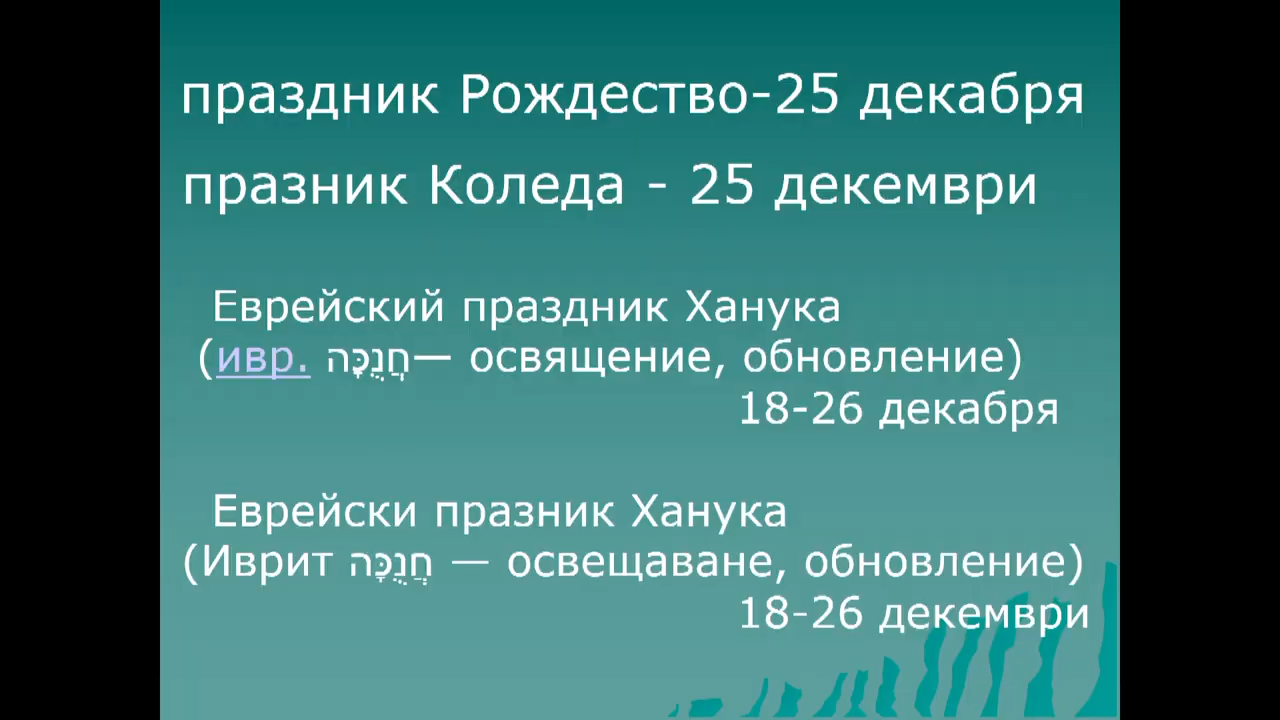 праздник Рождество-25 декабря
празник Коледа - 25 декември
Еврейский праздник Ханука
(ивр. חֲנֻכָּה— освящение, обновление)
18-26 декабря
Еврейски празник Ханука
(Иврит חֲנֻכָּה — освещаване, обновление)
18-26 декември